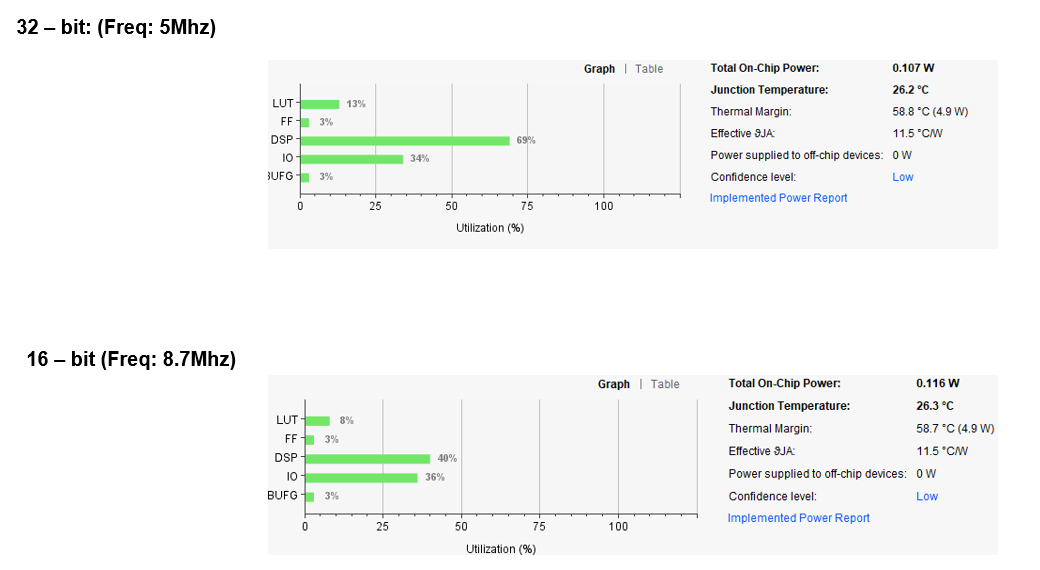 32 – bit: (Freq: 5Mhz)
Graph | Table
LUT 13%
FF 3%
DSP 69%
IO 34%
BUFG 3%
0 25 50 75 100
Utilization (%)
Total On-Chip Power: 0.107 W
Junction Temperature: 26.2 °C
Thermal Margin: 58.8 °C (4.9 W)
Effective ϑJA: 11.5 °C/W
Power supplied to off-chip devices: 0 W
Confidence level: Low
Implemented Power Report
16 – bit (Freq: 8.7Mhz)
Graph | Table
LUT 8%
FF 3%
DSP 40%
IO 36%
BUFG 3%
0 25 50 75 100
Utilization (%)
Total On-Chip Power: 0.116 W
Junction Temperature: 26.3 °C
Thermal Margin: 58.7 °C (4.9 W)
Effective ϑJA: 11.5 °C/W
Power supplied to off-chip devices: 0 W
Confidence level: Low
Implemented Power Report